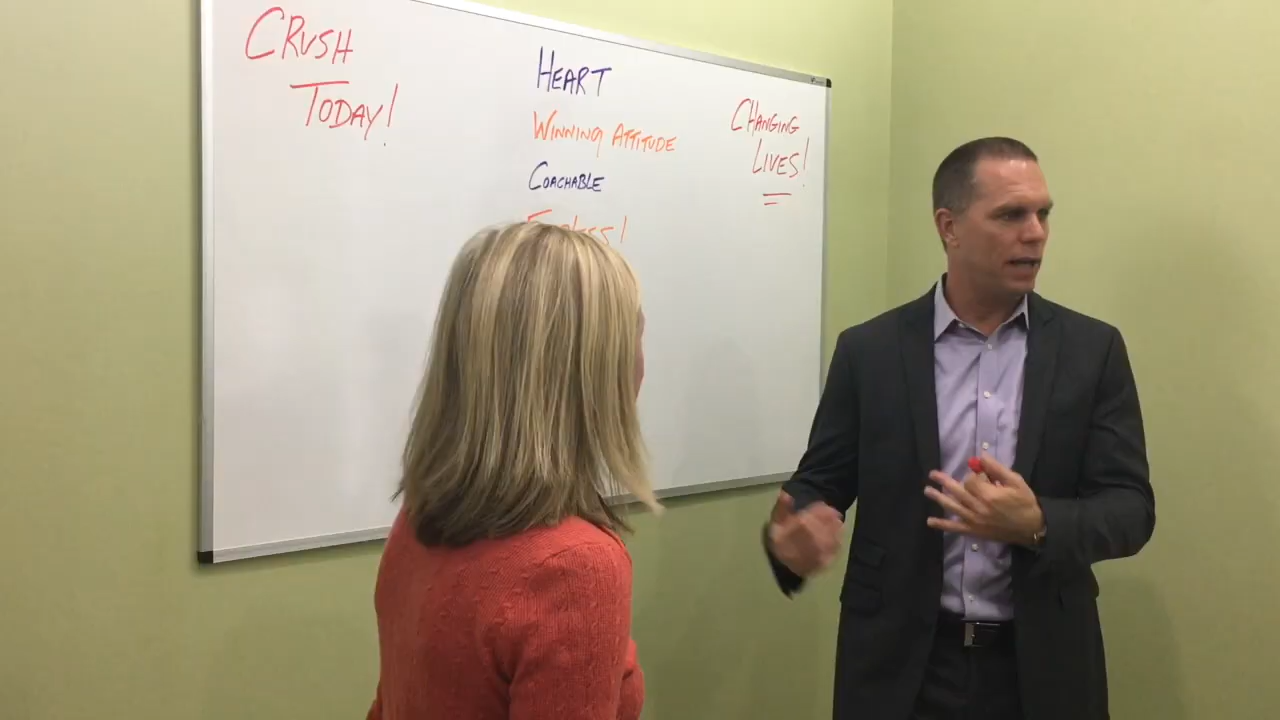 CRUSH
TODAY!
HEART
WINNING ATTITUDE
COACHABLE
CHANGING
LIVES!